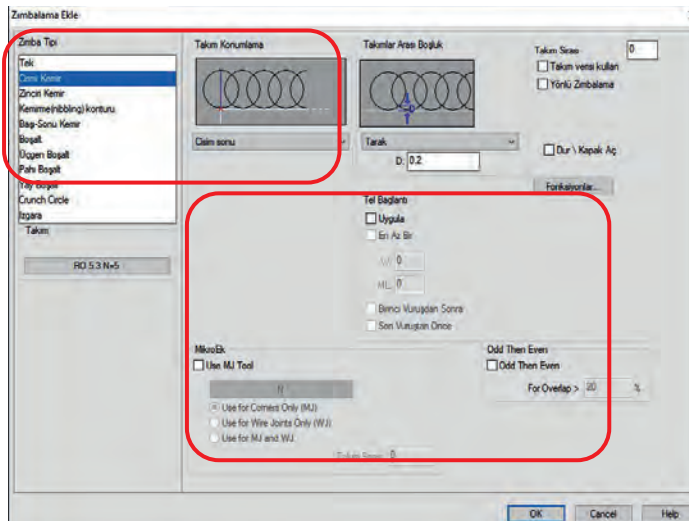 Zımbalama Ekle
Zımba Tipi
Tek
Çizgi Kemir
Zinciri Kemir
Kemirme(nibbling) konturu
Baş-Sonu Kemir
Boşalt
Üçgen Boşalt
Pahı Boşalt
Yay Boşalt
Crunch Circle
Izgara
Takım
RO 5.3 N=5
Takım Konumlama
Cisim sonu
Takımlar Arası Boşluk
D
Tarak
D: 0.2
Takım Sırası 0
Takım verisi kullan
Yönlü Zımbalama
Dur \ Kapak Aç
Fonksiyonlar...
Tel Bağlantı
Uygula
En Az Bir
0
ML: 0
Birinci Vuruştan Sonra
Son Vuruştan Önce
MikroEk
Use MJ Tool
Use for Corners Only (MJ)
Use for Wire Joints Only (WJ)
Use for MJ and WJ
0
Odd Then Even
Odd Then Even
For Overlap > 20 %
OK
Cancel
Help